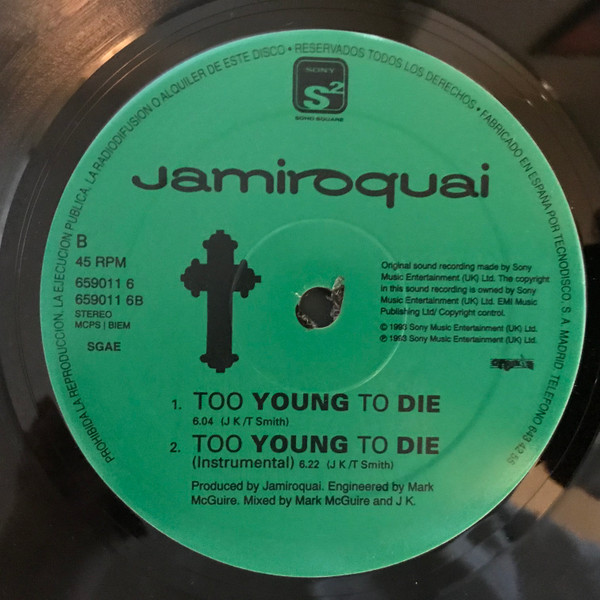 PROHIBIDA LA REPRODUCCION, LA EJECUCION PUBLICA, LA RADIODIFUSION O ALQUILER DE ESTE DISCO • RESERVADOS TODOS LOS DERECHOS • FABRICADO EN ESPAÑA POR TECNODISCO, S. A. MADRID. TELEFONO 643 42 55
SONY
S2
SOHO SQUARE
Jamiroquai
B
45 RPM
659011 6
659011 6B
STEREO
MCPS | BIEM
SGAE
Original sound recording made by Sony
Music Entertainment (UK) Ltd. The copyright
in this sound recording is owned by Sony
Music Entertainment (UK) Ltd. EMI Music
Publishing Ltd/ Copyright control.
© 1993 Sony Music Entertainment (UK) Ltd.
℗ 1993 Sony Music Entertainment (UK) Ltd.
1. TOO YOUNG TO DIE
6.04 (J K /T Smith)
2. TOO YOUNG TO DIE
(Instrumental) 6.22 (J K /T Smith)
Produced by Jamiroquai. Engineered by Mark
McGuire. Mixed by Mark McGuire and J K.